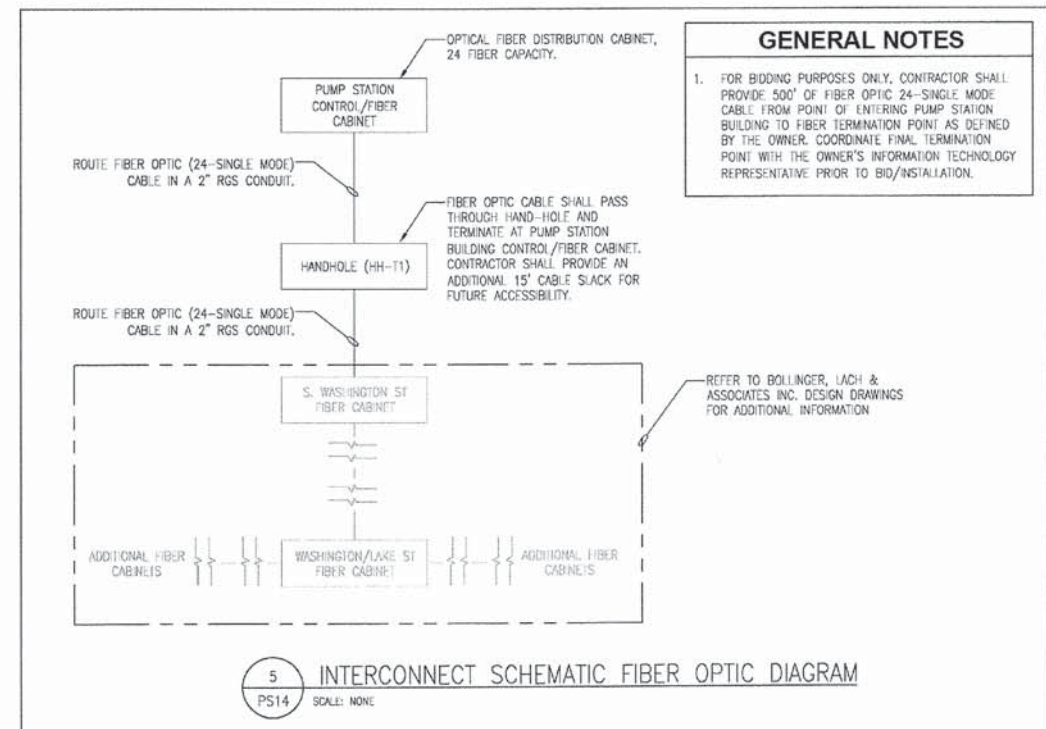 OPTICAL FIBER DISTRIBUTION CABINET,
24 FIBER CAPACITY.
PUMP STATION
CONTROL/FIBER
CABINET
ROUTE FIBER OPTIC (24-SINGLE MODE)
CABLE IN A 2" RGS CONDUIT.
FIBER OPTIC CABLE SHALL PASS
THROUGH HAND-HOLE AND
TERMINATE AT PUMP STATION
BUILDING CONTROL/FIBER CABINET.
CONTRACTOR SHALL PROVIDE AN
ADDITIONAL 15' CABLE SLACK FOR
FUTURE ACCESSIBILITY.
HANDHOLE (HH-T1)
ROUTE FIBER OPTIC (24-SINGLE MODE)
CABLE IN A 2" RGS CONDUIT.
S. WASHINGTON ST
FIBER CABINET
REFER TO BOLLINGER, LACH &
ASSOCIATES INC. DESIGN DRAWINGS
FOR ADDITIONAL INFORMATION
ADDITIONAL FIBER
CABINETS
WASHINGTON/LAKE ST
FIBER CABINET
ADDITIONAL FIBER
CABINETS
GENERAL NOTES
1. FOR BIDDING PURPOSES ONLY, CONTRACTOR SHALL
PROVIDE 500' OF FIBER OPTIC 24-SINGLE MODE
CABLE FROM POINT OF ENTERING PUMP STATION
BUILDING TO FIBER TERMINATION POINT AS DEFINED
BY THE OWNER. COORDINATE FINAL TERMINATION
POINT WITH THE OWNER'S INFORMATION TECHNOLOGY
REPRESENTATIVE PRIOR TO BID/INSTALLATION.
5
PS14
INTERCONNECT SCHEMATIC FIBER OPTIC DIAGRAM
SCALE: NONE